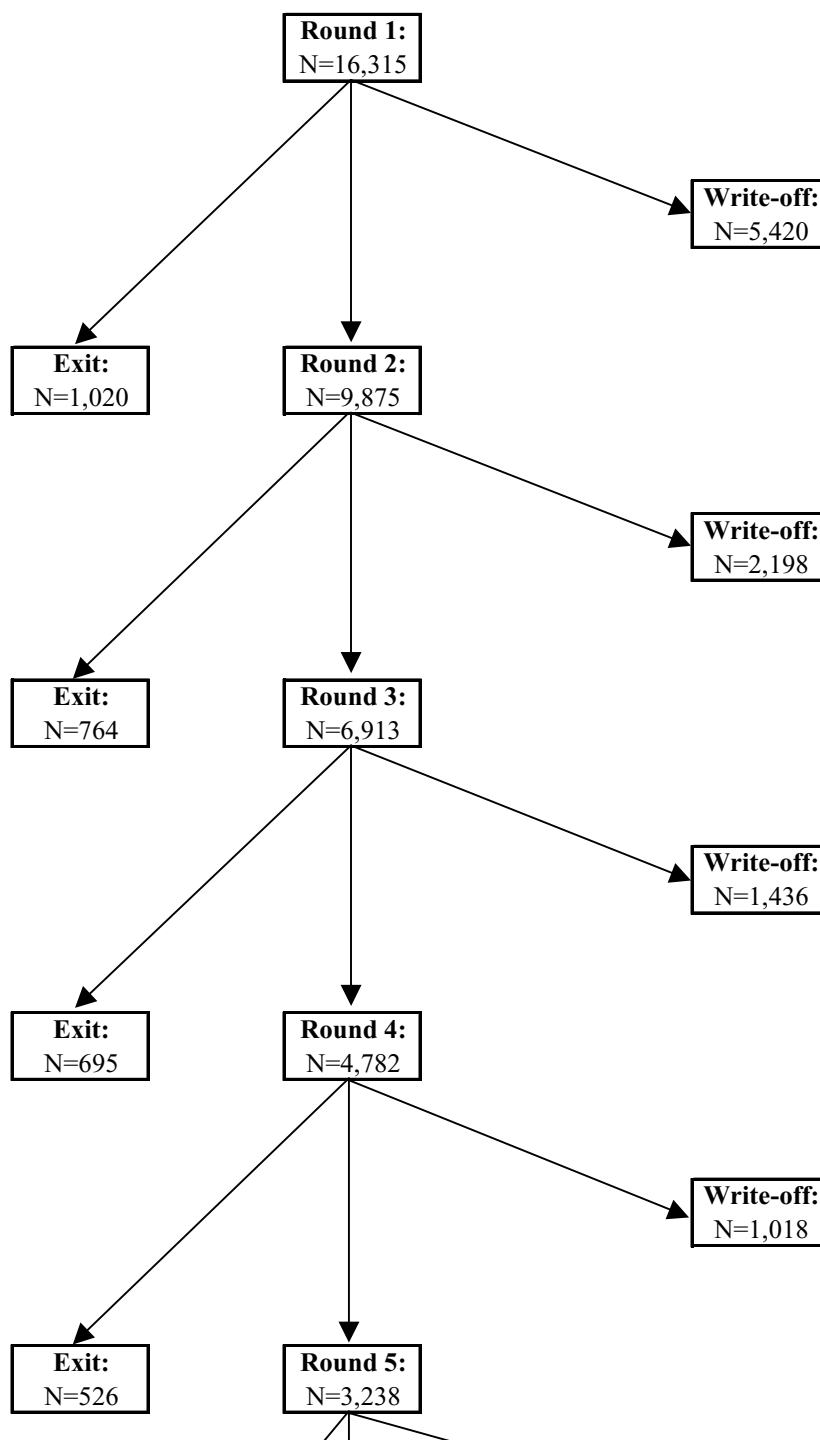 Round 1:
N=16,315
Write-off:
N=5,420
Exit:
N=1,020
Round 2:
N=9,875
Write-off:
N=2,198
Exit:
N=764
Round 3:
N=6,913
Write-off:
N=1,436
Exit:
N=695
Round 4:
N=4,782
Write-off:
N=1,018
Exit:
N=526
Round 5:
N=3,238